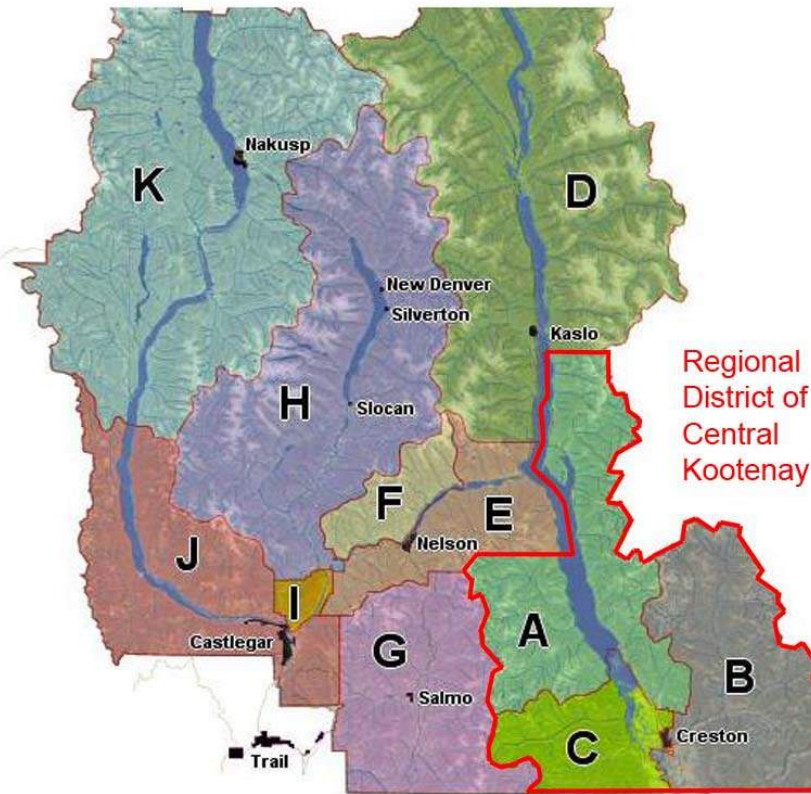 K
Nakusp
D
New Denver
Silverton
Kaslo
Regional
District of
Central
Kootenay
H
Slocan
F
E
Nelson
J
I
Castlegar
A
G
B
Salmo
C
Creston
Trail